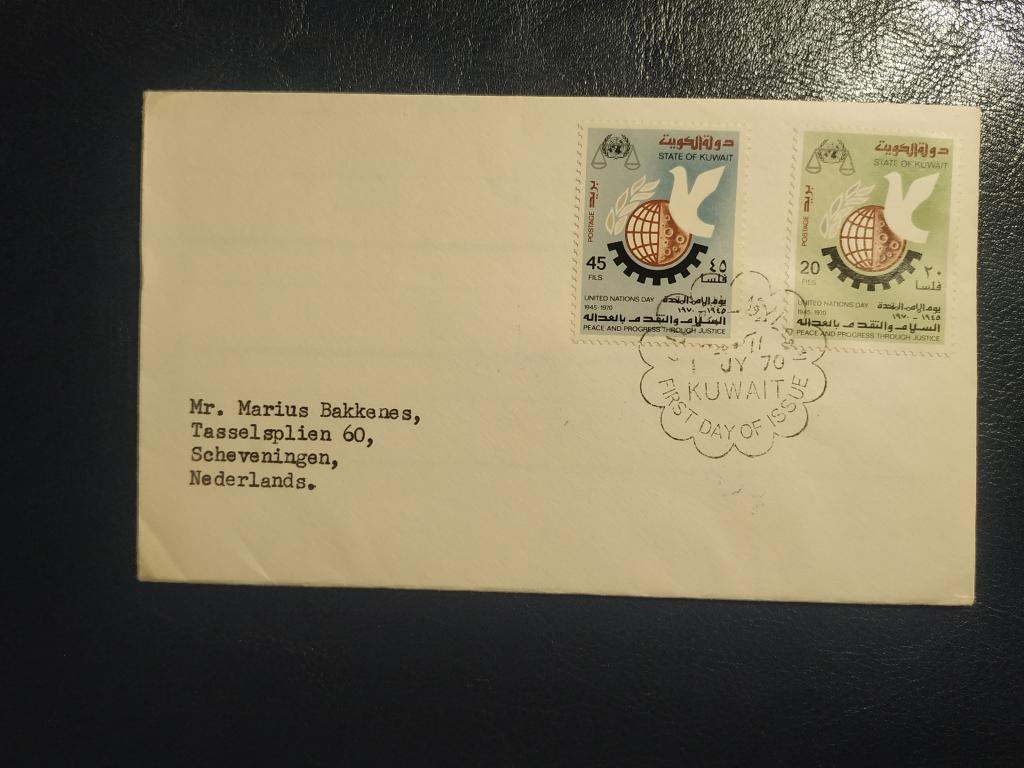 دولة الكويت
STATE OF KUWAIT
بريد
POSTAGE
45
FILS
٤٥
فلسا
UNITED NATIONS DAY
يوم الأمم المتحدة
1945-1970
١٩٤٥ - ١٩٧٠
السلام والتقدم بالعدالة
PEACE AND PROGRESS THROUGH JUSTICE
دولة الكويت
STATE OF KUWAIT
بريد
POSTAGE
20
FILS
٢٠
فلسا
UNITED NATIONS DAY
يوم الأمم المتحدة
1945-1970
١٩٤٥ - ١٩٧٠
السلام والتقدم بالعدالة
PEACE AND PROGRESS THROUGH JUSTICE
11
1 JY 70
KUWAIT
FIRST DAY OF ISSUE
Mr. Marius Bakkenes,
Tasselsplien 60,
Scheveningen,
Nederlands.